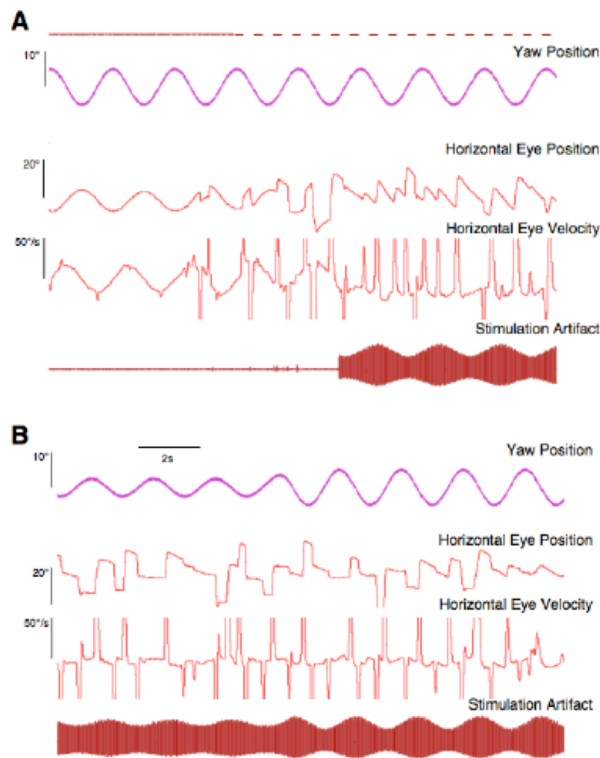 A
10°
Yaw Position
Horizontal Eye Position
20°
Horizontal Eye Velocity
50°/s
Stimulation Artifact
B
10°
2s
Yaw Position
Horizontal Eye Position
20°
Horizontal Eye Velocity
50°/s
Stimulation Artifact